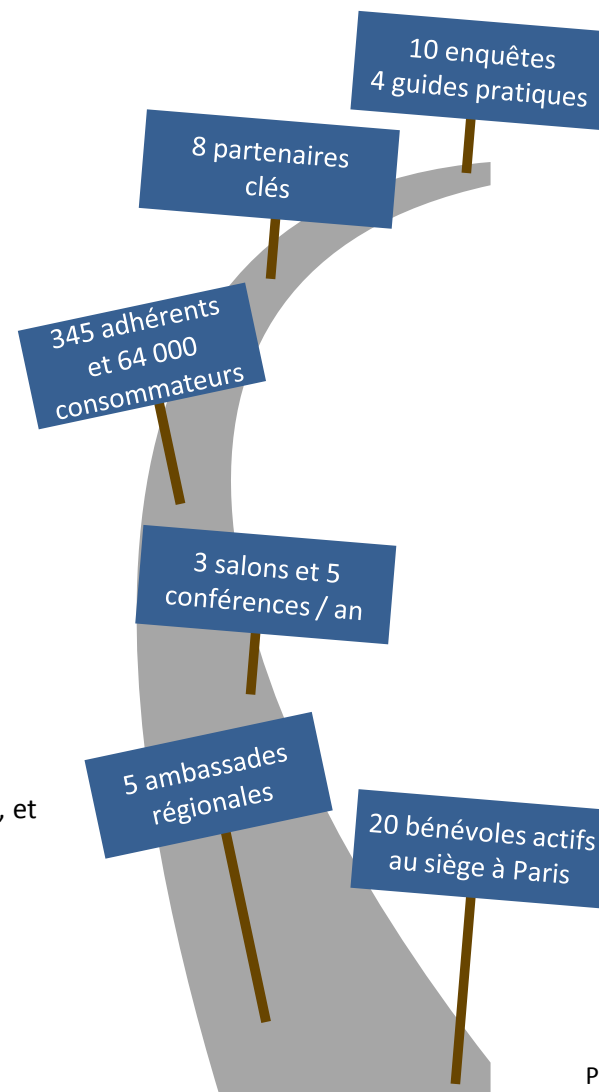 10 enquêtes
4 guides pratiques
8 partenaires
clés
345 adhérents
et 64 000
consommateurs
3 salons et 5
conférences / an
5 ambassades
régionales
, et
20 bénévoles actifs
au siège à Paris
P